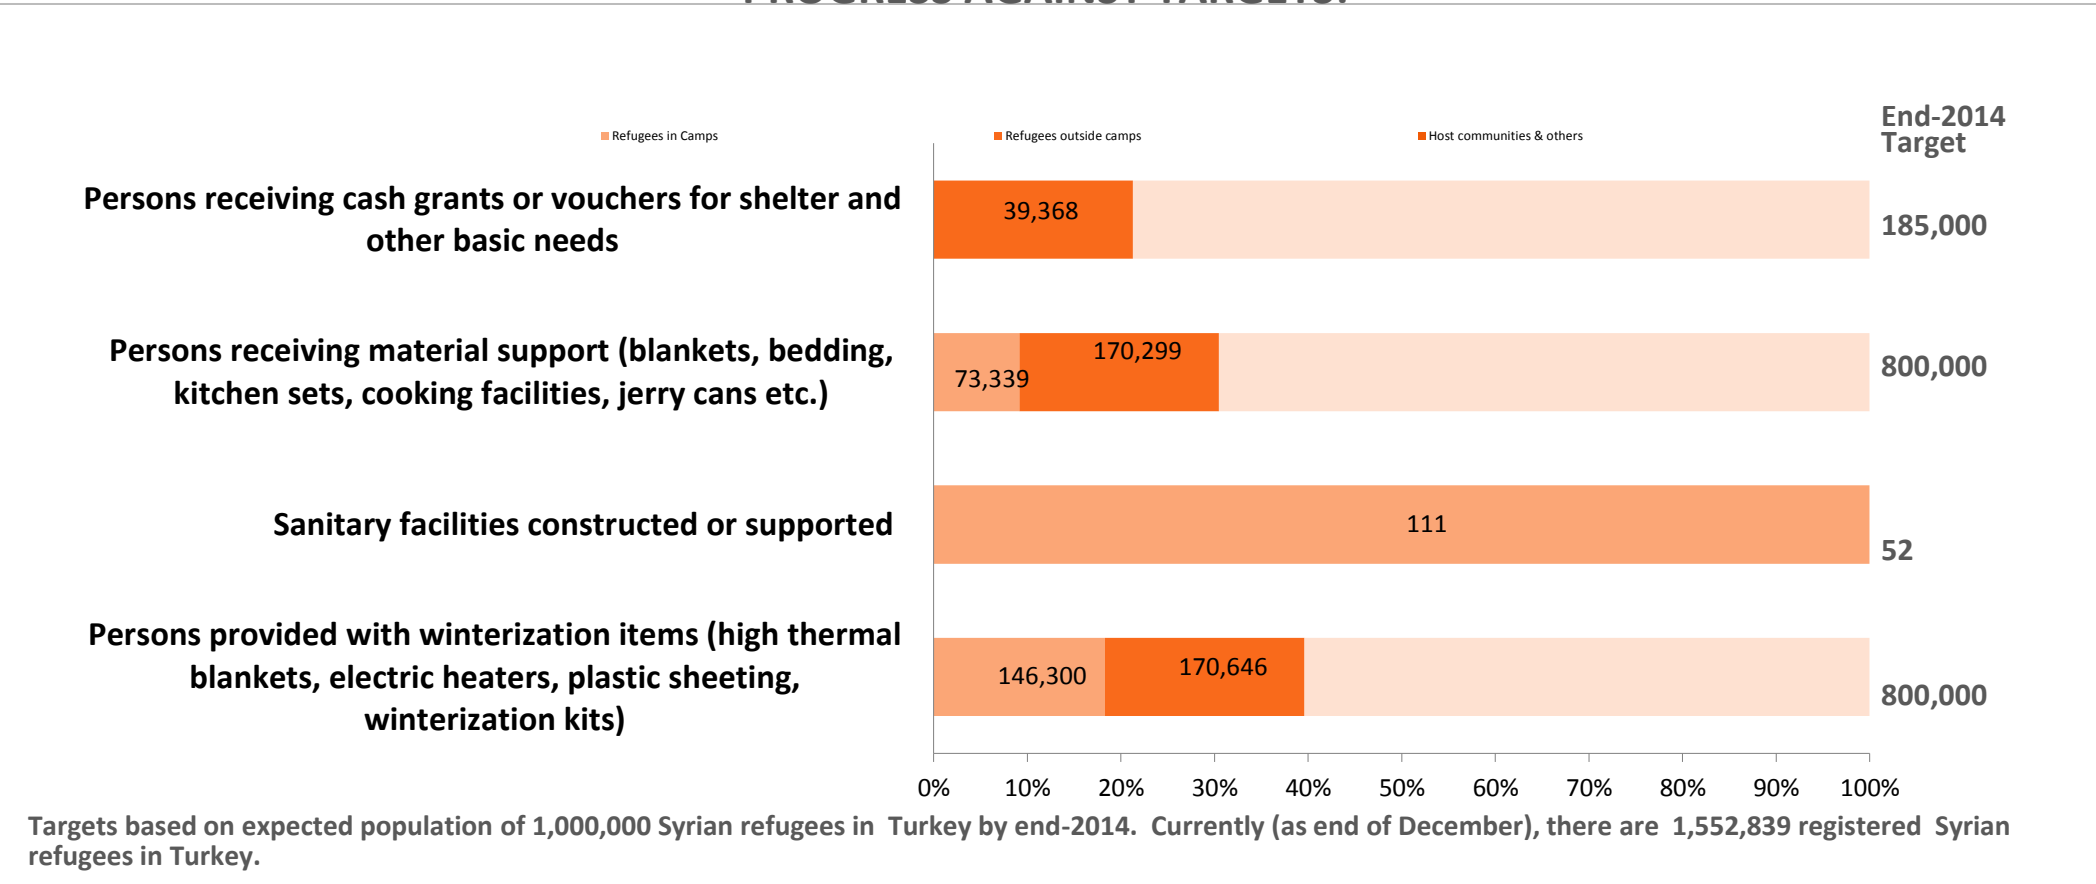 PROGRESS AGAINST TARGETS:
End-2014
Target
Refugees in Camps
Refugees outside camps
Host communities & others
Persons receiving cash grants or vouchers for shelter and
other basic needs
39,368
185,000
Persons receiving material support (blankets, bedding,
kitchen sets, cooking facilities, jerry cans etc.)
73,339
170,299
800,000
Sanitary facilities constructed or supported
111
52
Persons provided with winterization items (high thermal
blankets, electric heaters, plastic sheeting,
winterization kits)
146,300
170,646
800,000
0% 10% 20% 30% 40% 50% 60% 70% 80% 90% 100%
Targets based on expected population of 1,000,000 Syrian refugees in Turkey by end-2014. Currently (as end of December), there are 1,552,839 registered Syrian
refugees in Turkey.